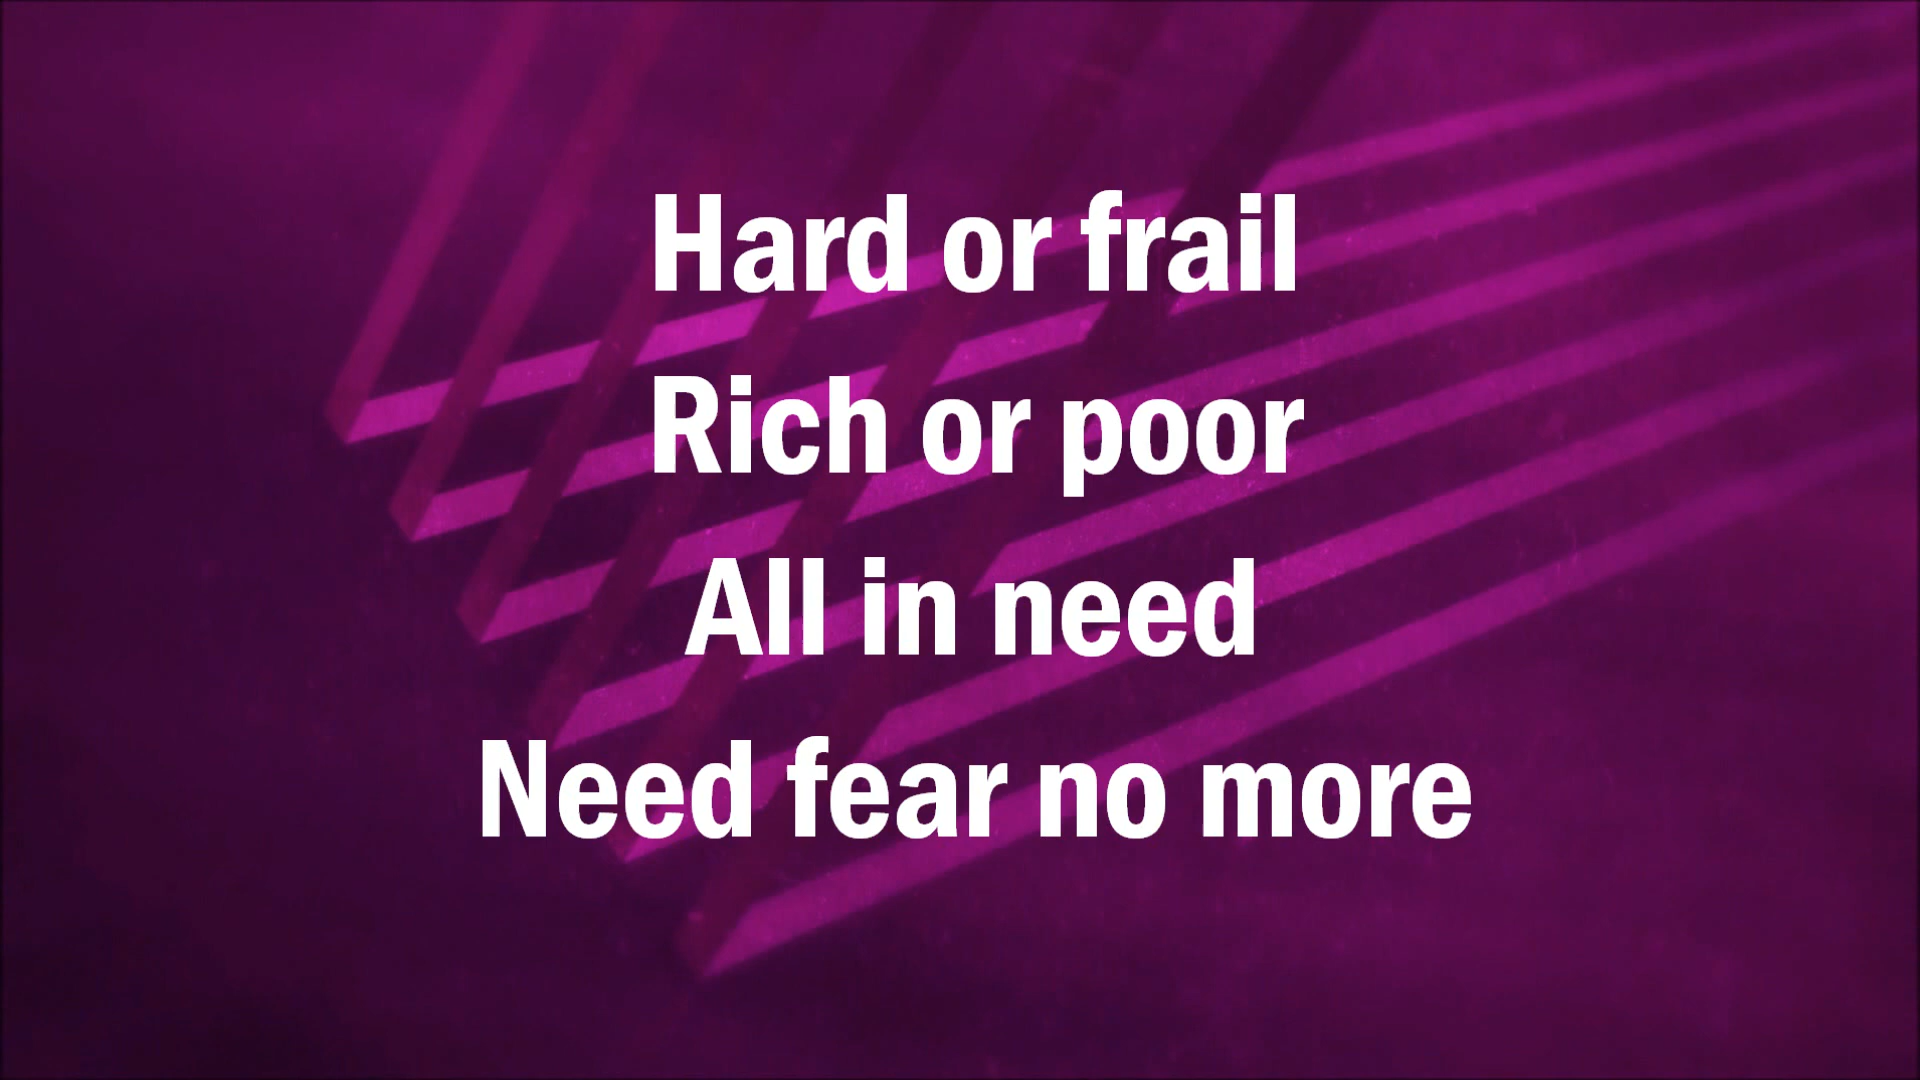 Hard or frail
Rich or poor
All in need
Need fear no more